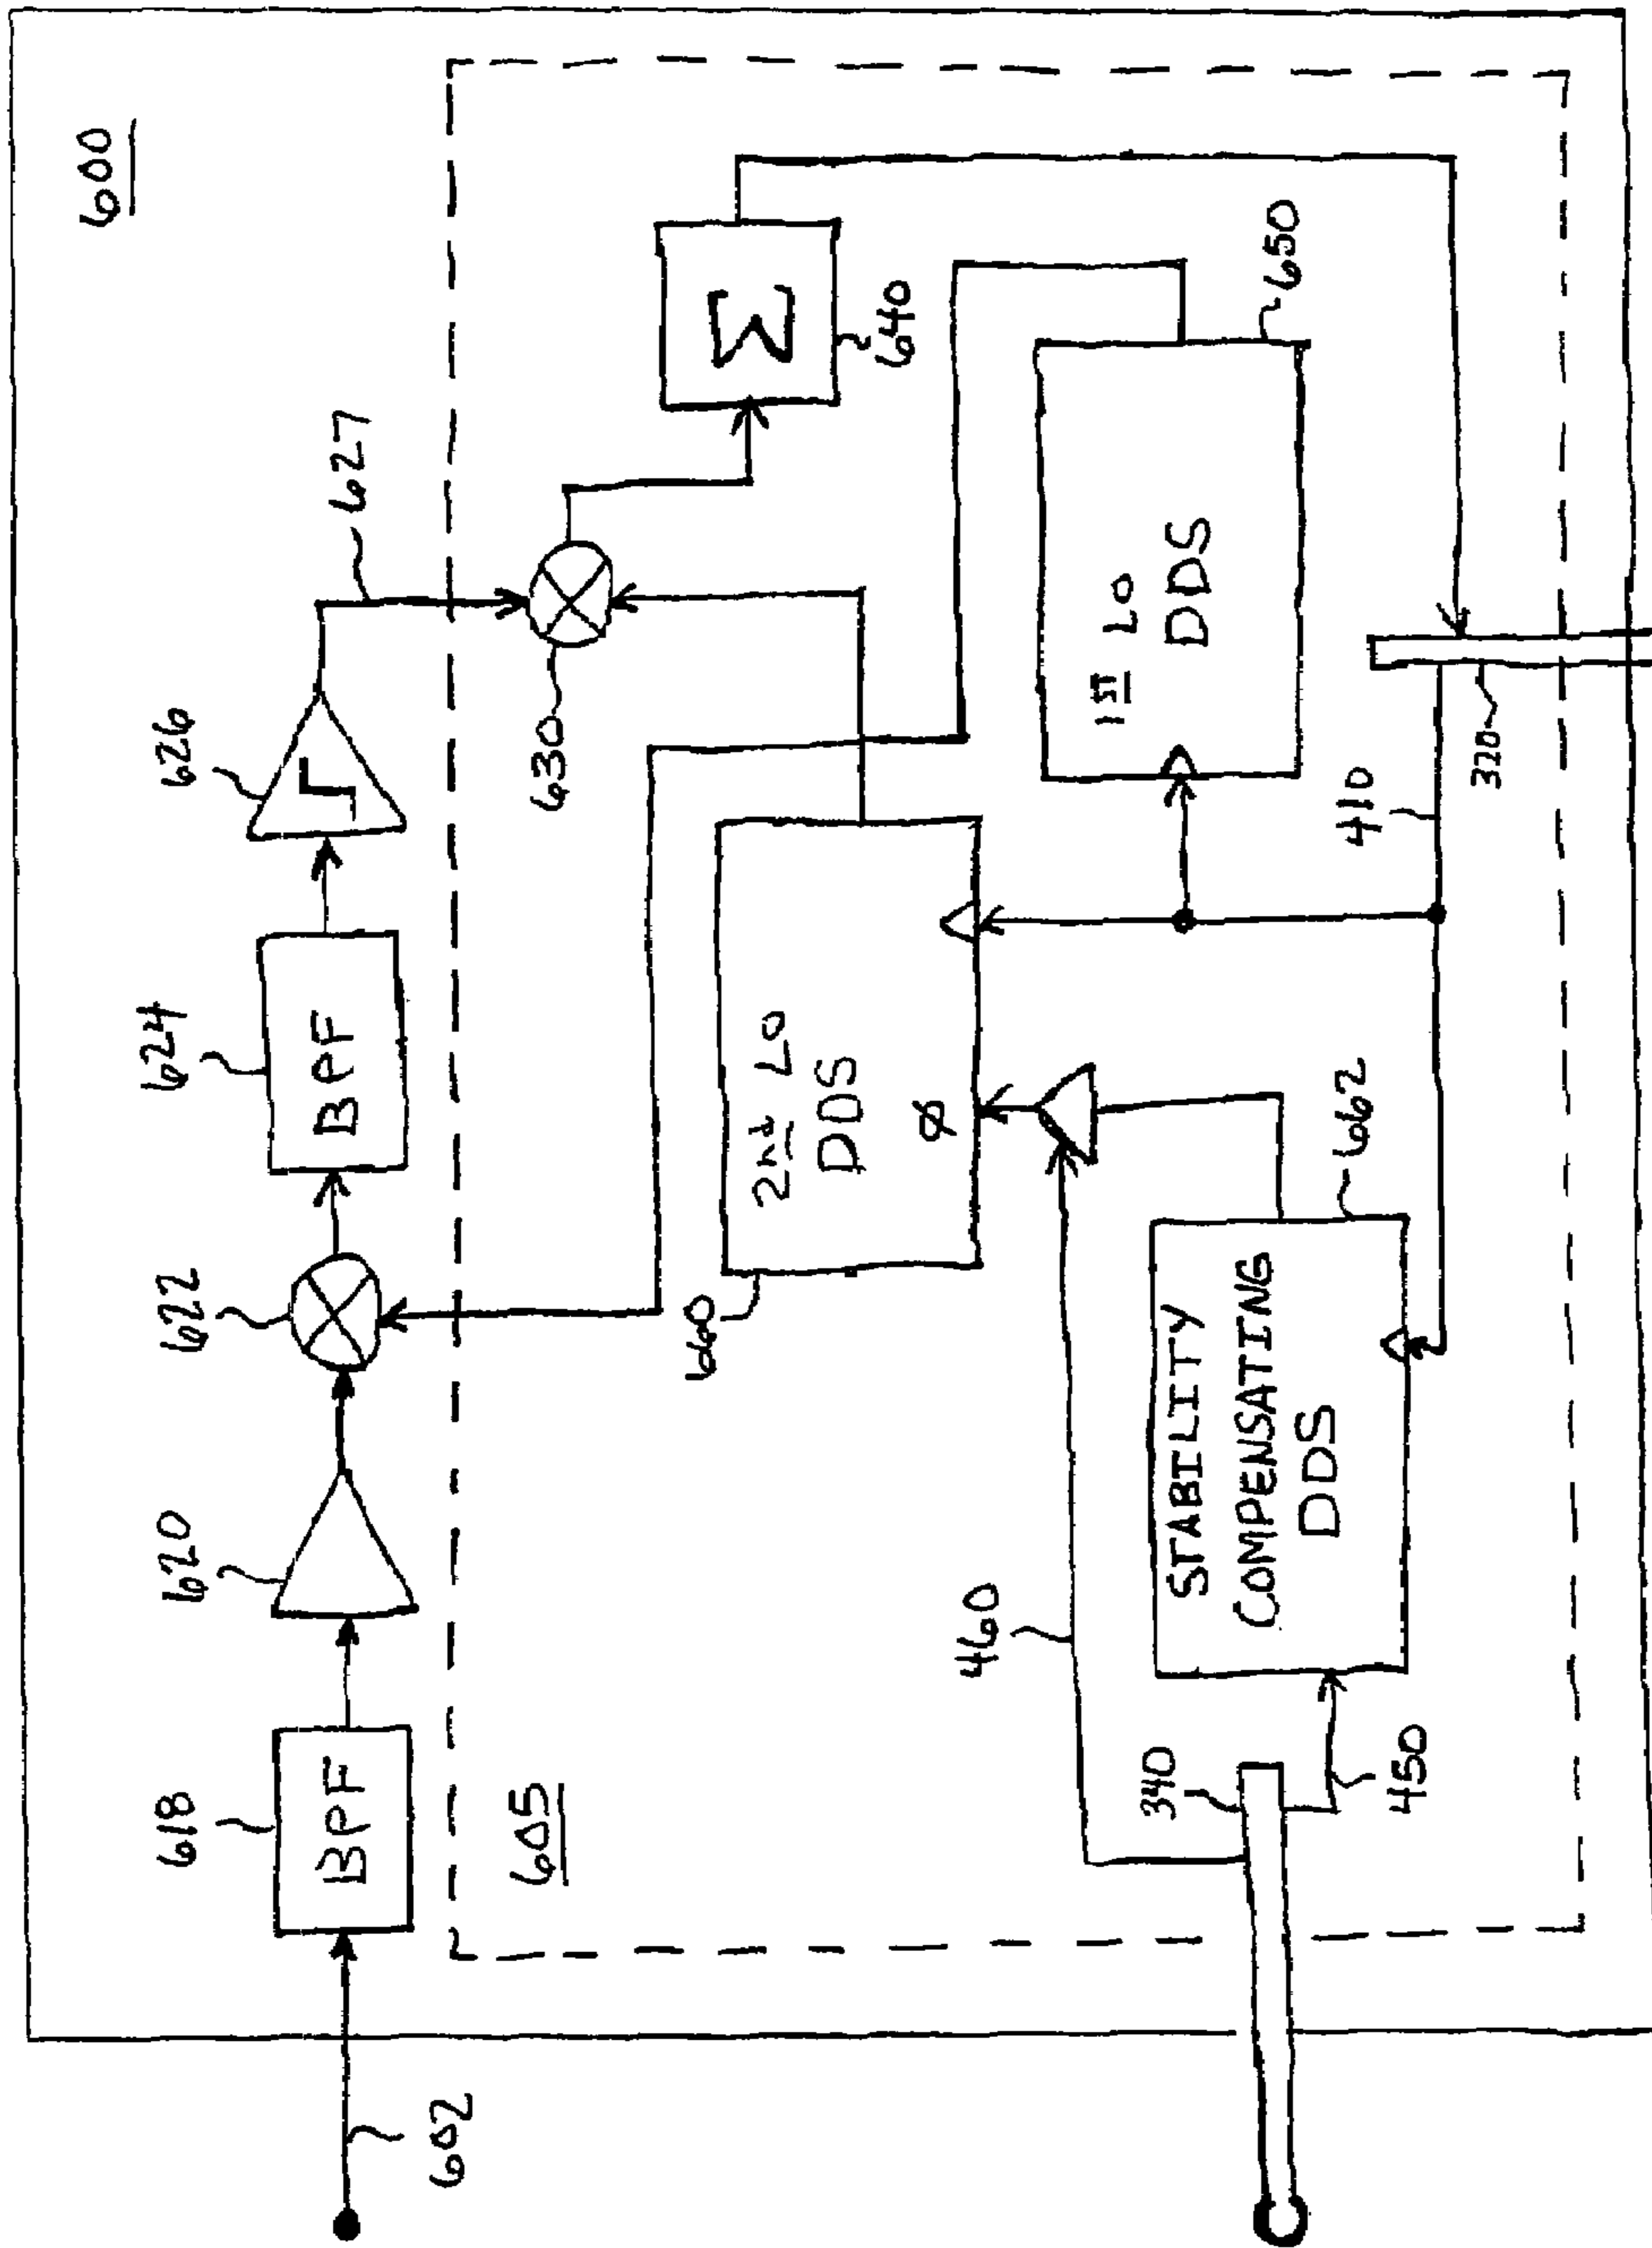 600
602
618
BPF
620
622
624
BPF
626
627
605
630
Σ
640
660
2nd LO
DDS
Ø
1ST LO
DDS
650
460
340
450
STABILITY
COMPENSATING
DDS
662
410
320